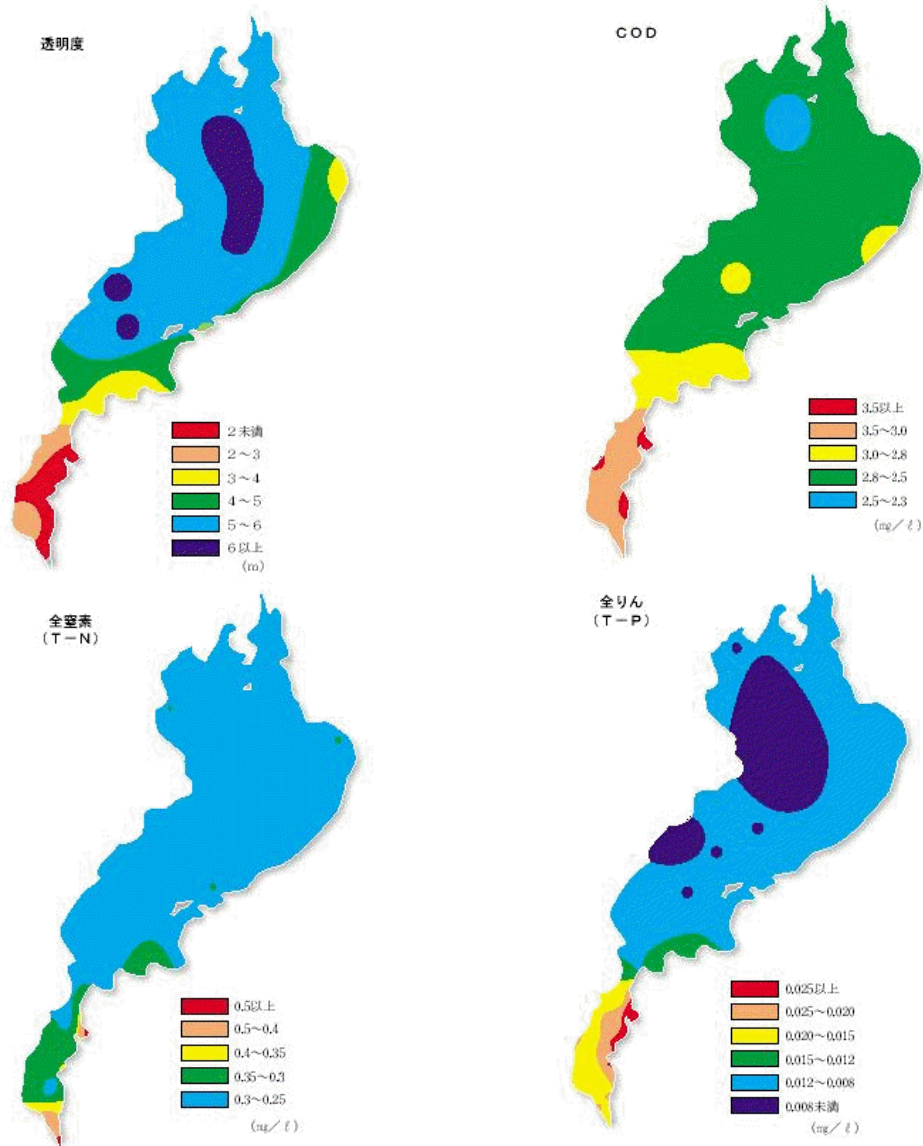 透明度
2未満
2～3
3～4
4～5
5～6
6以上
(m)
COD
3.5以上
3.5～3.0
3.0～2.8
2.8～2.5
2.5～2.3
(mg/ℓ)
全窒素
(T－N)
0.5以上
0.5～0.4
0.4～0.35
0.35～0.3
0.3～0.25
(mg/ℓ)
全りん
(T－P)
0.025以上
0.025～0.020
0.020～0.015
0.015～0.012
0.012～0.008
0.008未満
(mg/ℓ)